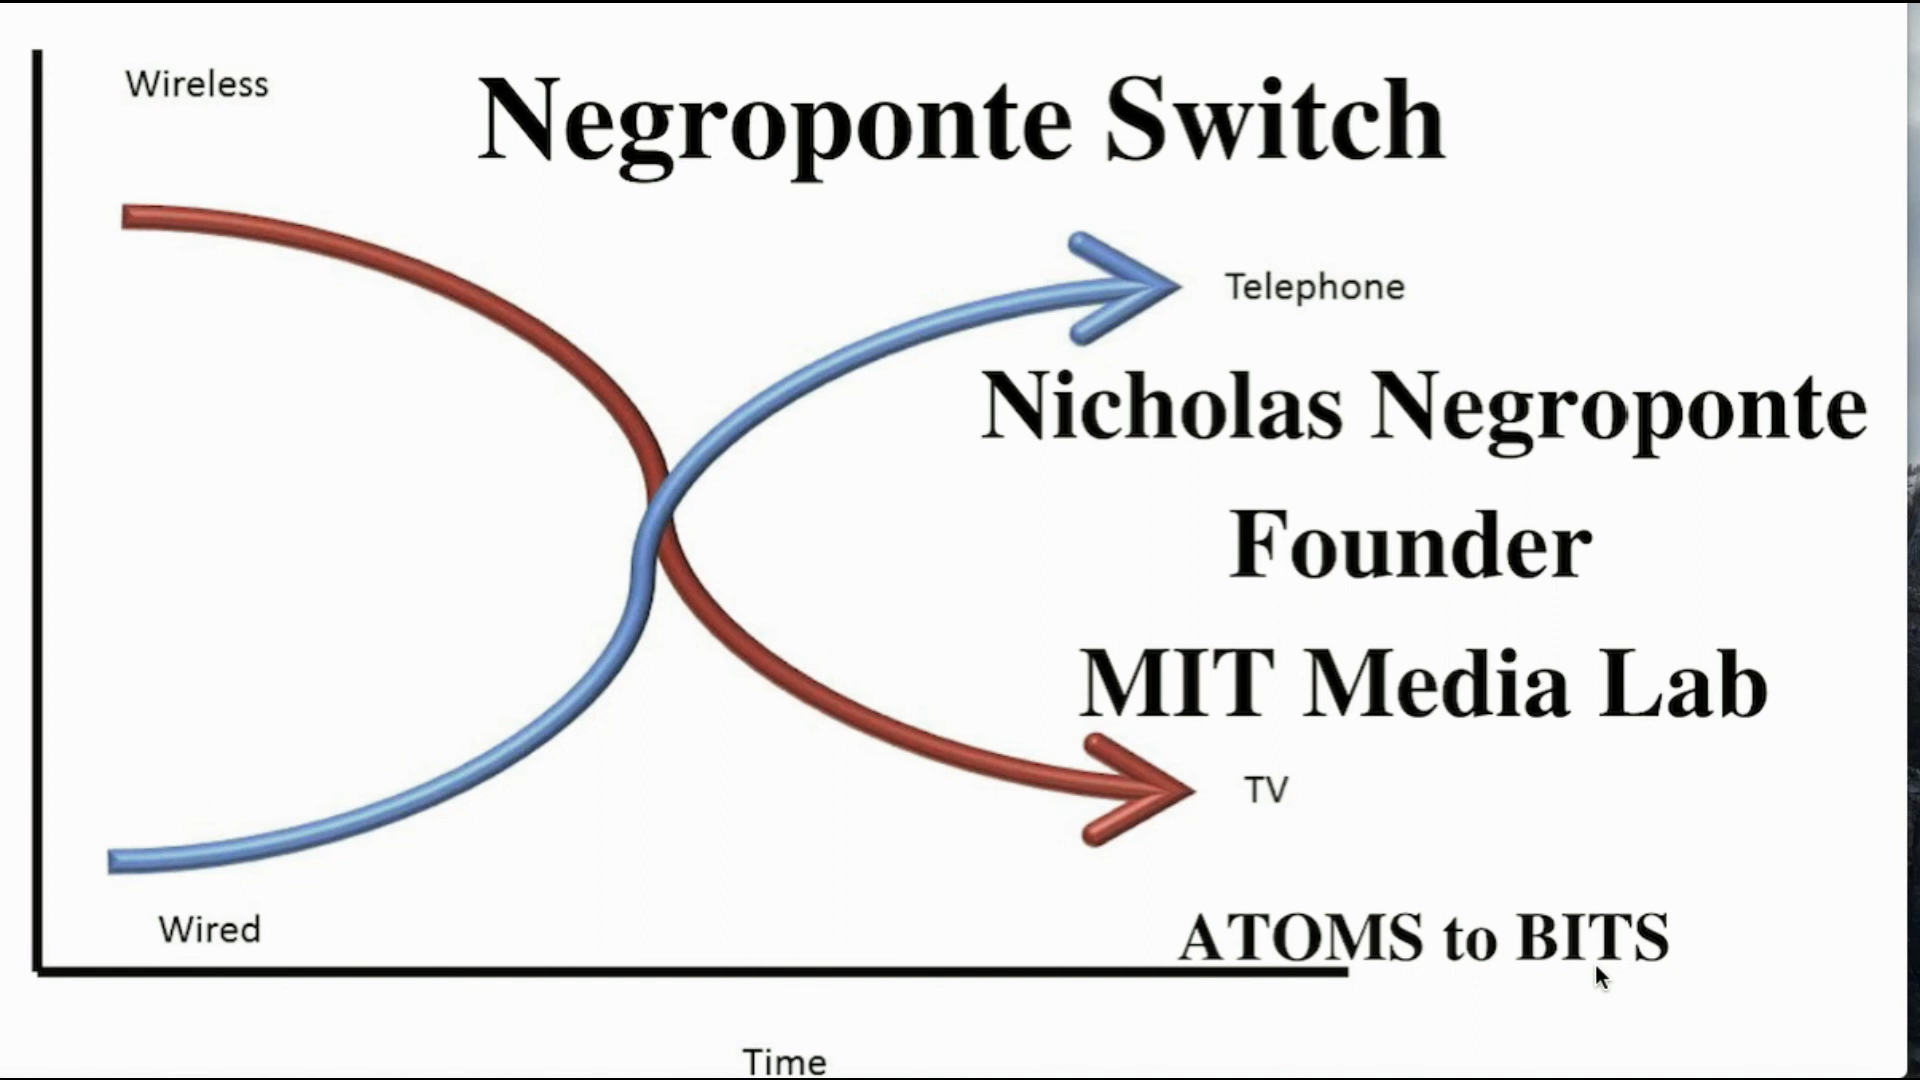 Wireless
Negroponte Switch
Telephone
Nicholas Negroponte
Founder
MIT Media Lab
TV
Wired
ATOMS to BITS
Time